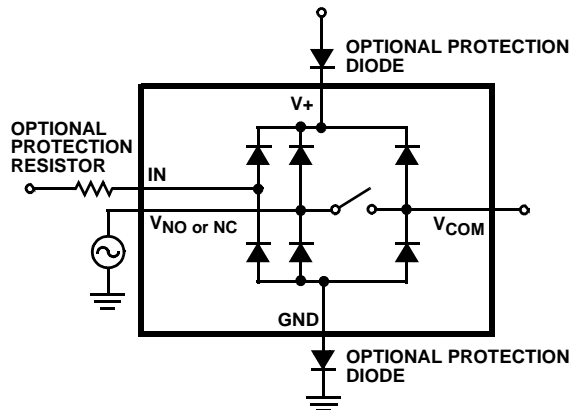 OPTIONAL PROTECTION
DIODE
V+
OPTIONAL
PROTECTION
RESISTOR
IN
VNO or NC
VCOM
GND
OPTIONAL PROTECTION
DIODE